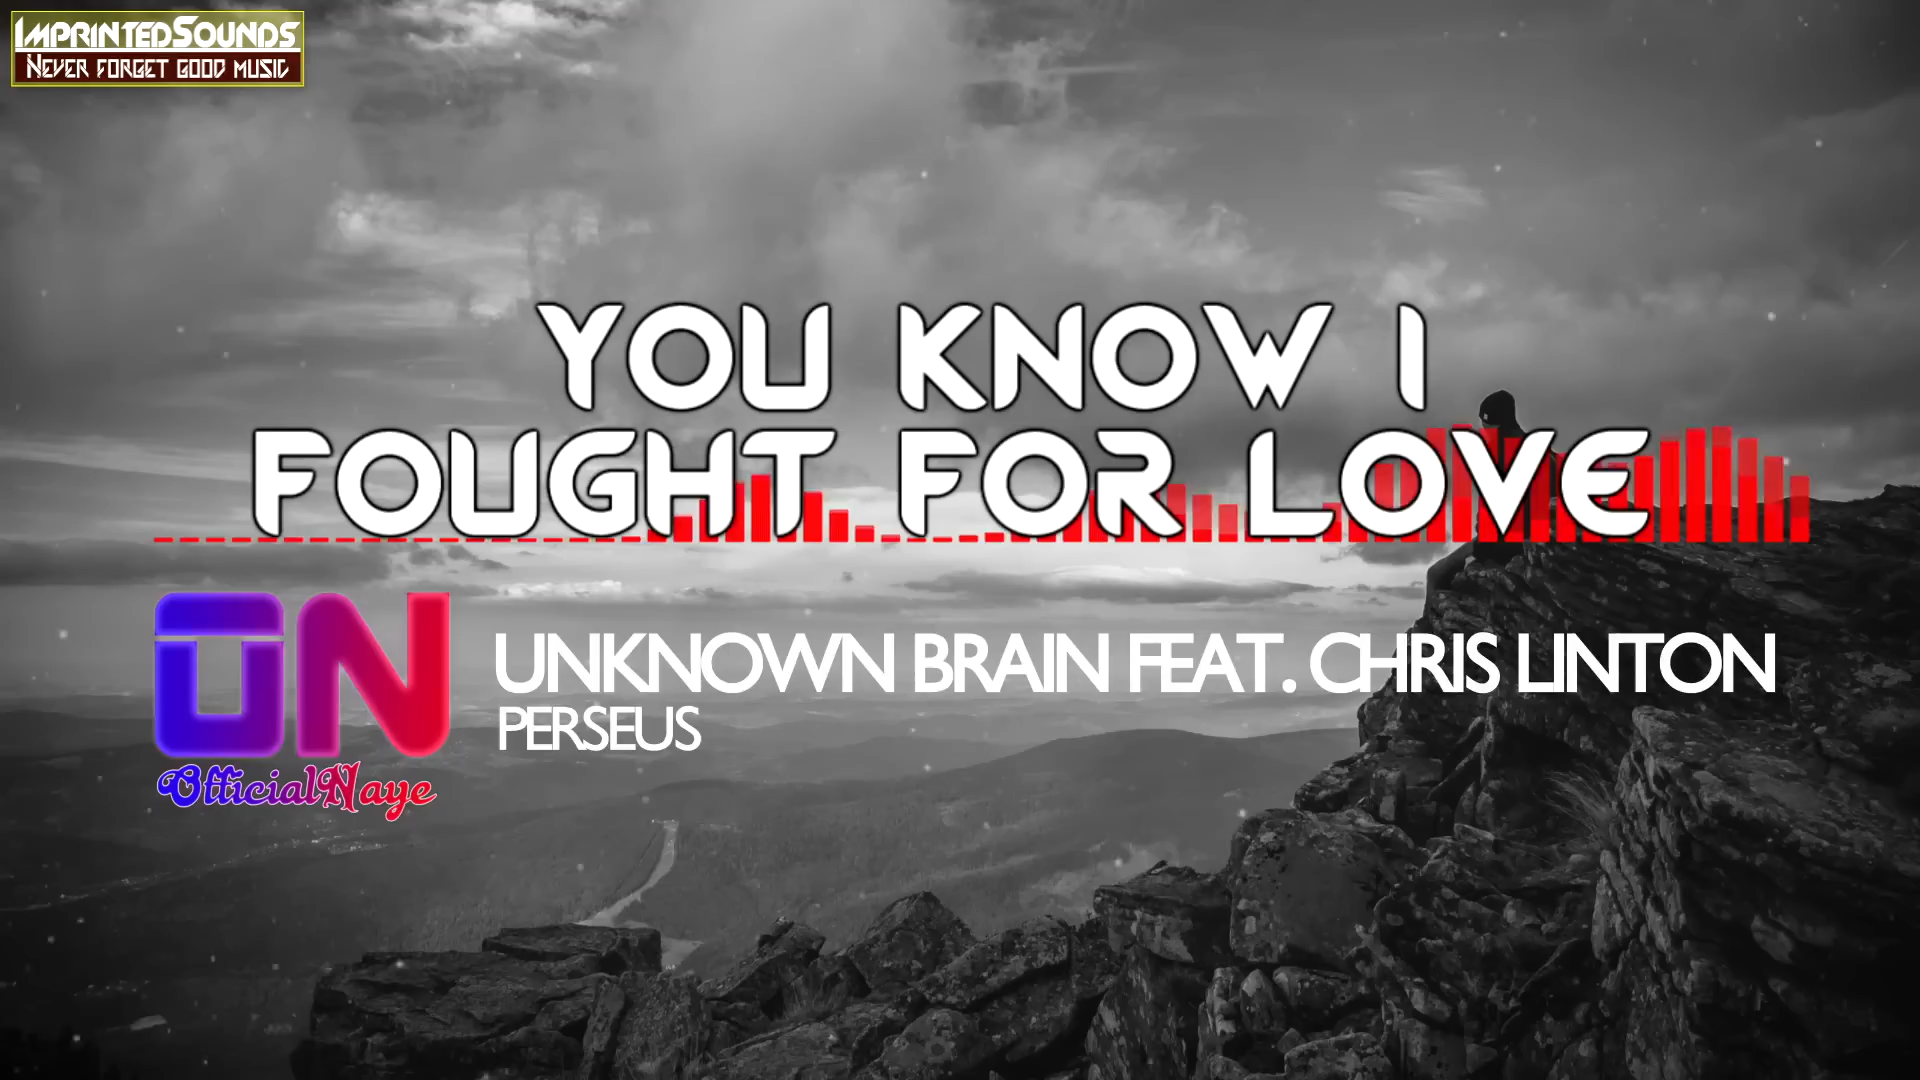 IMPRINTEDSOUNDS
NEVER FORGET GOOD MUSIC
YOU KNOW I
FOUGHT FOR LOVE
ON
OfficialNaye
UNKNOWN BRAIN FEAT. CHRIS LINTON
PERSEUS